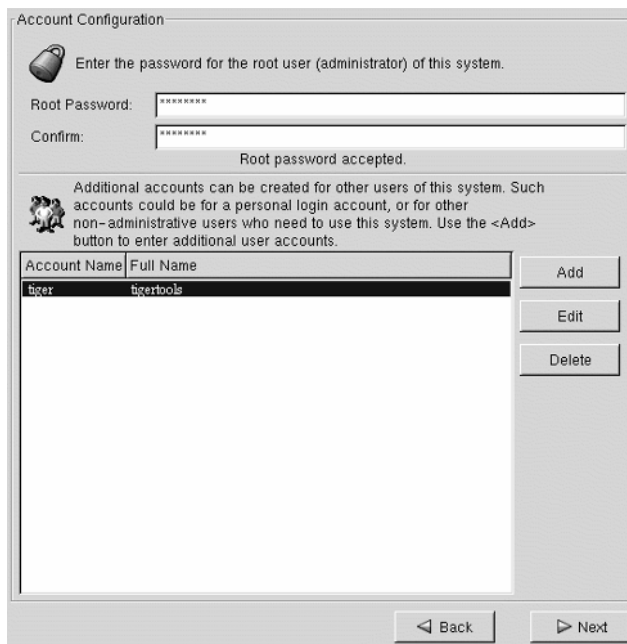 Account Configuration
Enter the password for the root user (administrator) of this system.
Root Password: ********
Confirm: ********
Root password accepted.
Additional accounts can be created for other users of this system. Such
accounts could be for a personal login account, or for other
non-administrative users who need to use this system. Use the <Add>
button to enter additional user accounts.
Account Name Full Name
tiger tigertools
Add
Edit
Delete
Back Next